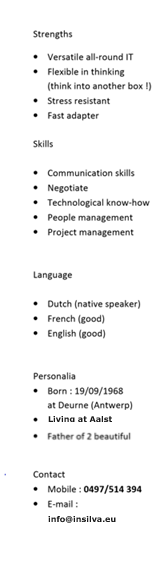 Strengths
• Versatile all-round IT
• Flexible in thinking
(think into another box !)
• Stress resistant
• Fast adapter
Skills
• Communication skills
• Negotiate
• Technological know-how
• People management
• Project management
Language
• Dutch (native speaker)
• French (good)
• English (good)
Personalia
• Born : 19/09/1968
at Deurne (Antwerp)
• Living at Aalst
• Father of 2 beautiful
Contact
• Mobile : 0497/514 394
• E-mail :
info@insilva.eu